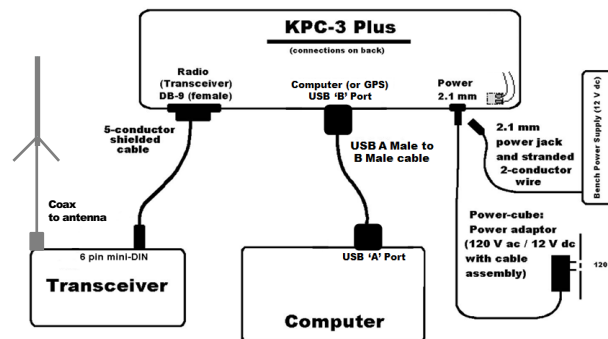 KPC-3 Plus
(connections on back)
Radio
(Transceiver)
DB-9 (female)
Computer (or GPS)
USB 'B' Port
Power
2.1 mm
5-conductor
shielded
cable
USB A Male to
B Male cable
2.1 mm
power jack
and stranded
2-conductor
wire
Bench Power Supply (12 V dc)
Coax
to antenna
Power-cube:
Power adaptor
(120 V ac / 12 V dc
with cable
assembly)
120
6 pin mini-DIN
Transceiver
USB 'A' Port
Computer